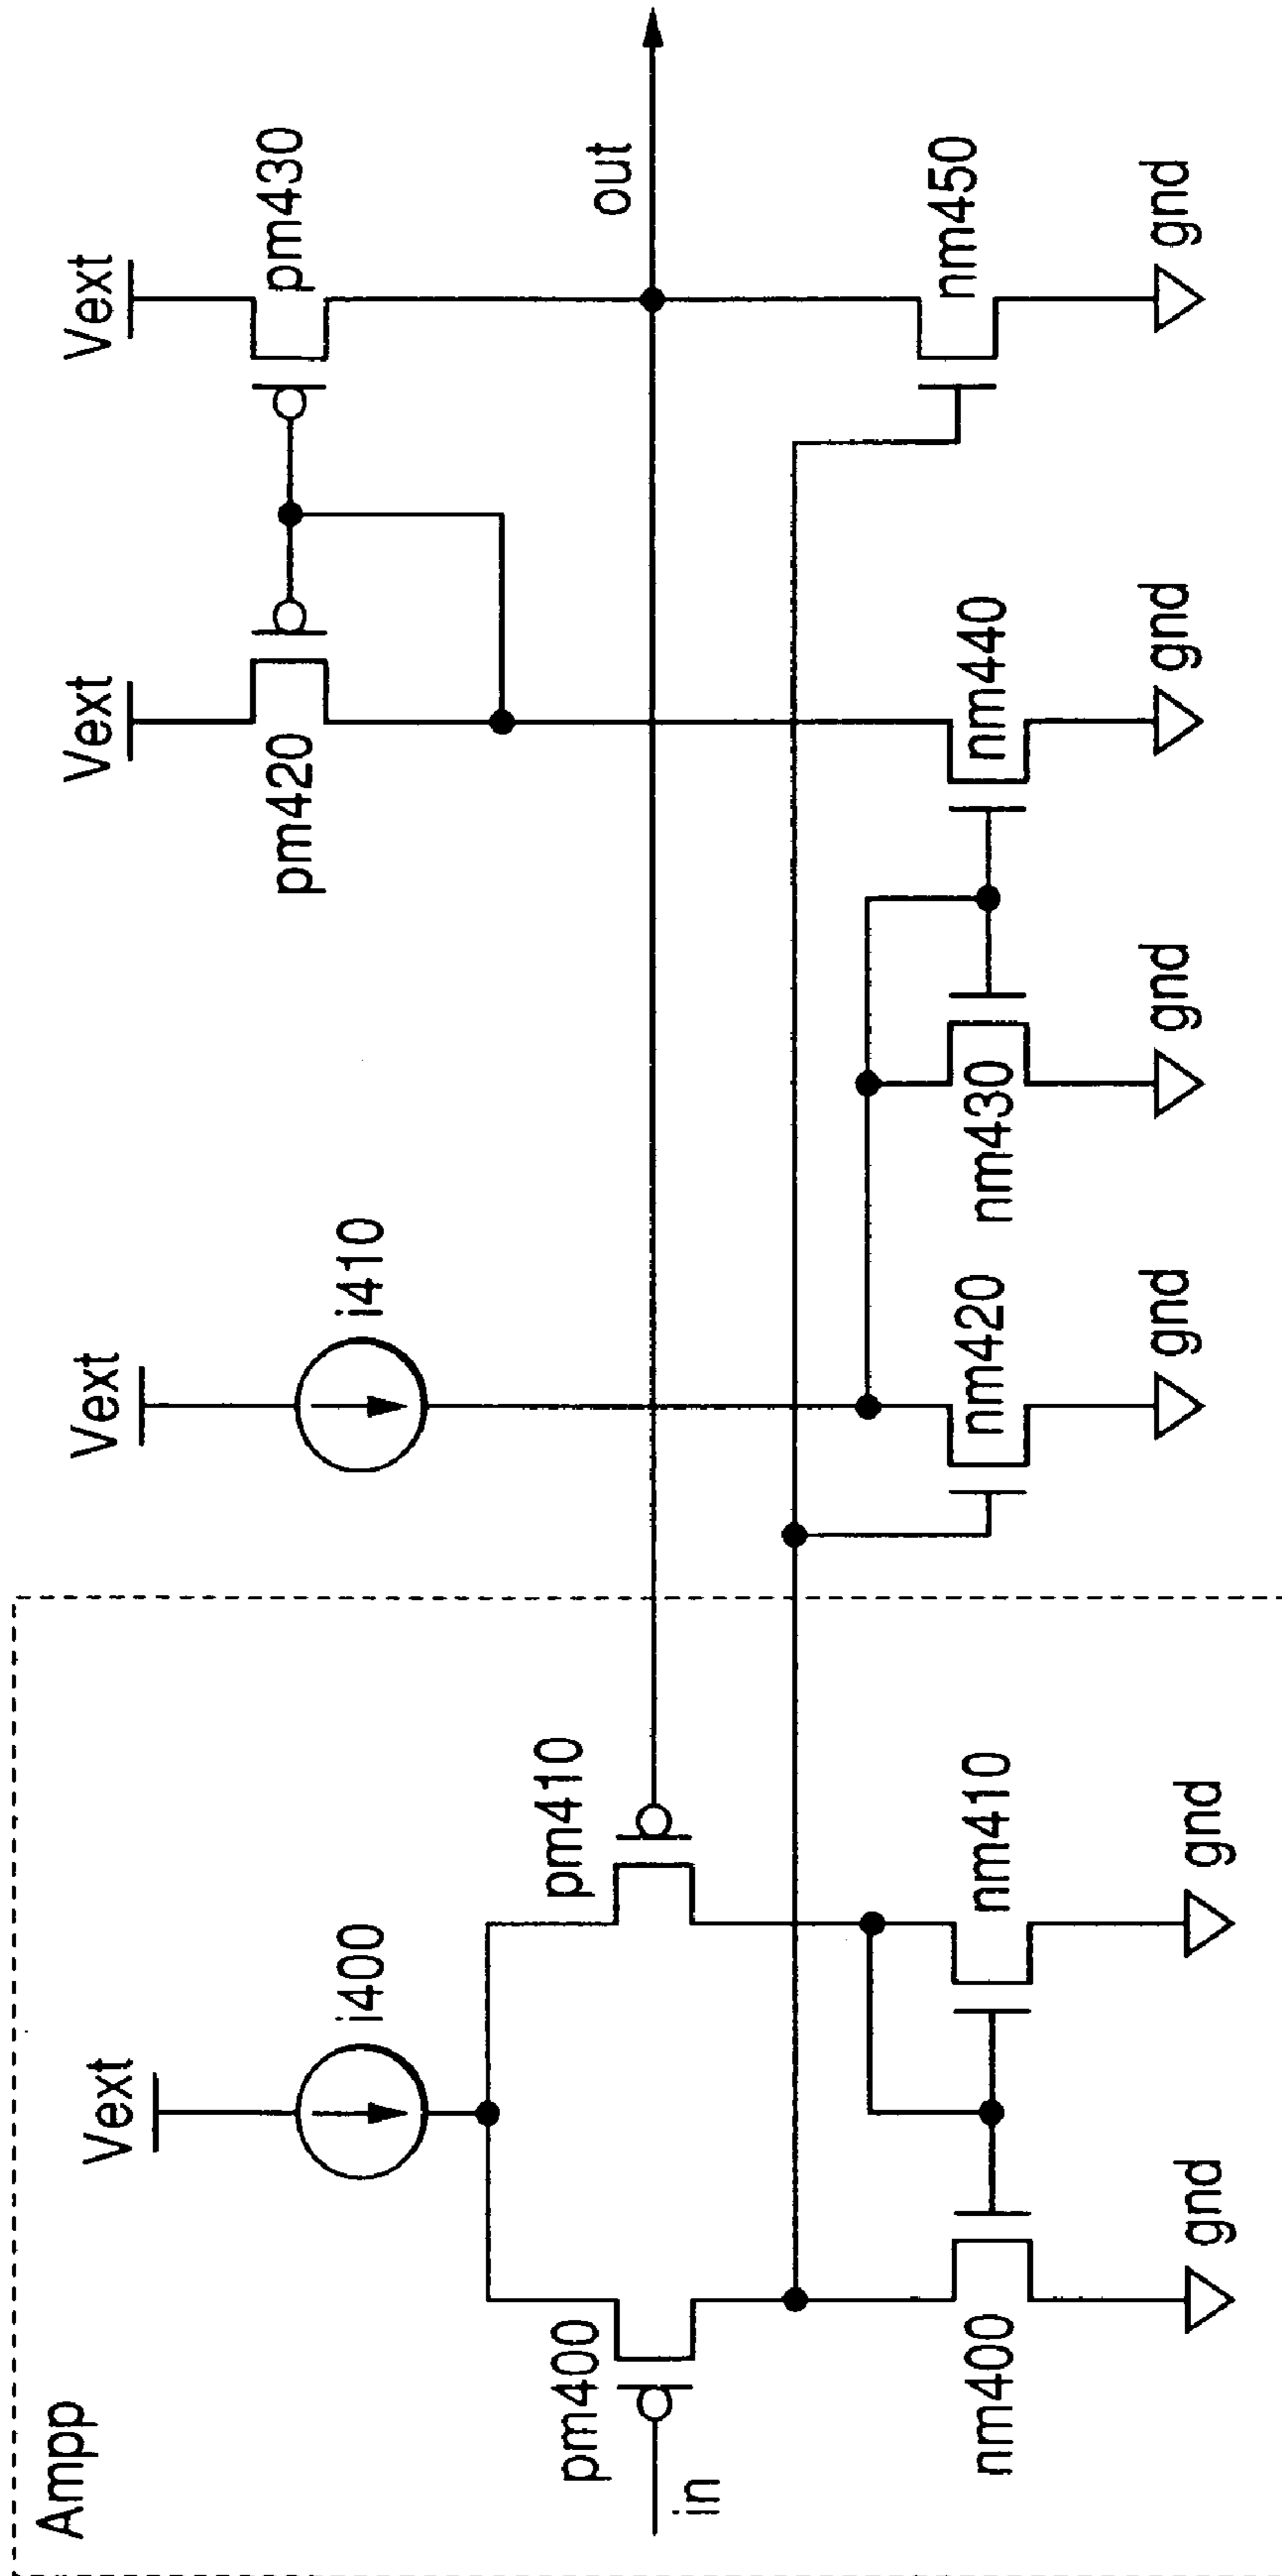 Ampp
Vext
Vext
Vext
Vext
i400
i410
pm420
pm430
in
pm400
pm410
out
nm400
nm410
nm420
nm430
nm440
nm450
gnd
gnd
gnd
gnd
gnd
gnd